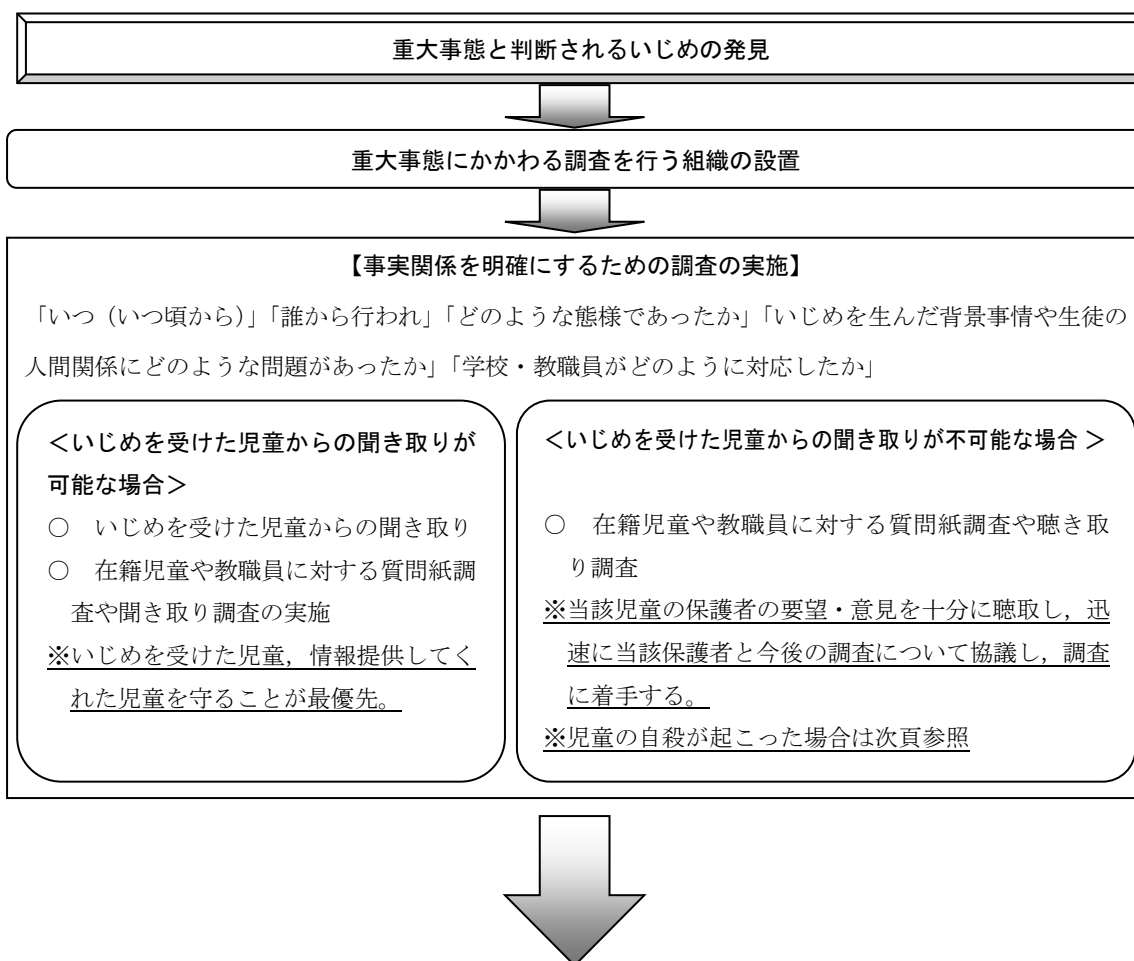 重大事態と判断されるいじめの発見
重大事態にかかわる調査を行う組織の設置
【事実関係を明確にするための調査の実施】
「いつ（いつ頃から）」「誰から行われ」「どのような態様であったか」「いじめを生んだ背景事情や生徒の
人間関係にどのような問題があったか」「学校・教職員がどのように対応したか」
＜いじめを受けた児童からの聞き取りが
可能な場合＞
○　いじめを受けた児童からの聞き取り
○　在籍児童や教職員に対する質問紙調
査や聞き取り調査の実施
※いじめを受けた児童，情報提供してく
れた児童を守ることが最優先。
＜いじめを受けた児童からの聞き取りが不可能な場合 ＞
○　在籍児童や教職員に対する質問紙調査や聴き取
り調査
※当該児童の保護者の要望・意見を十分に聴取し，迅
速に当該保護者と今後の調査について協議し，調査
に着手する。
※児童の自殺が起こった場合は次頁参照